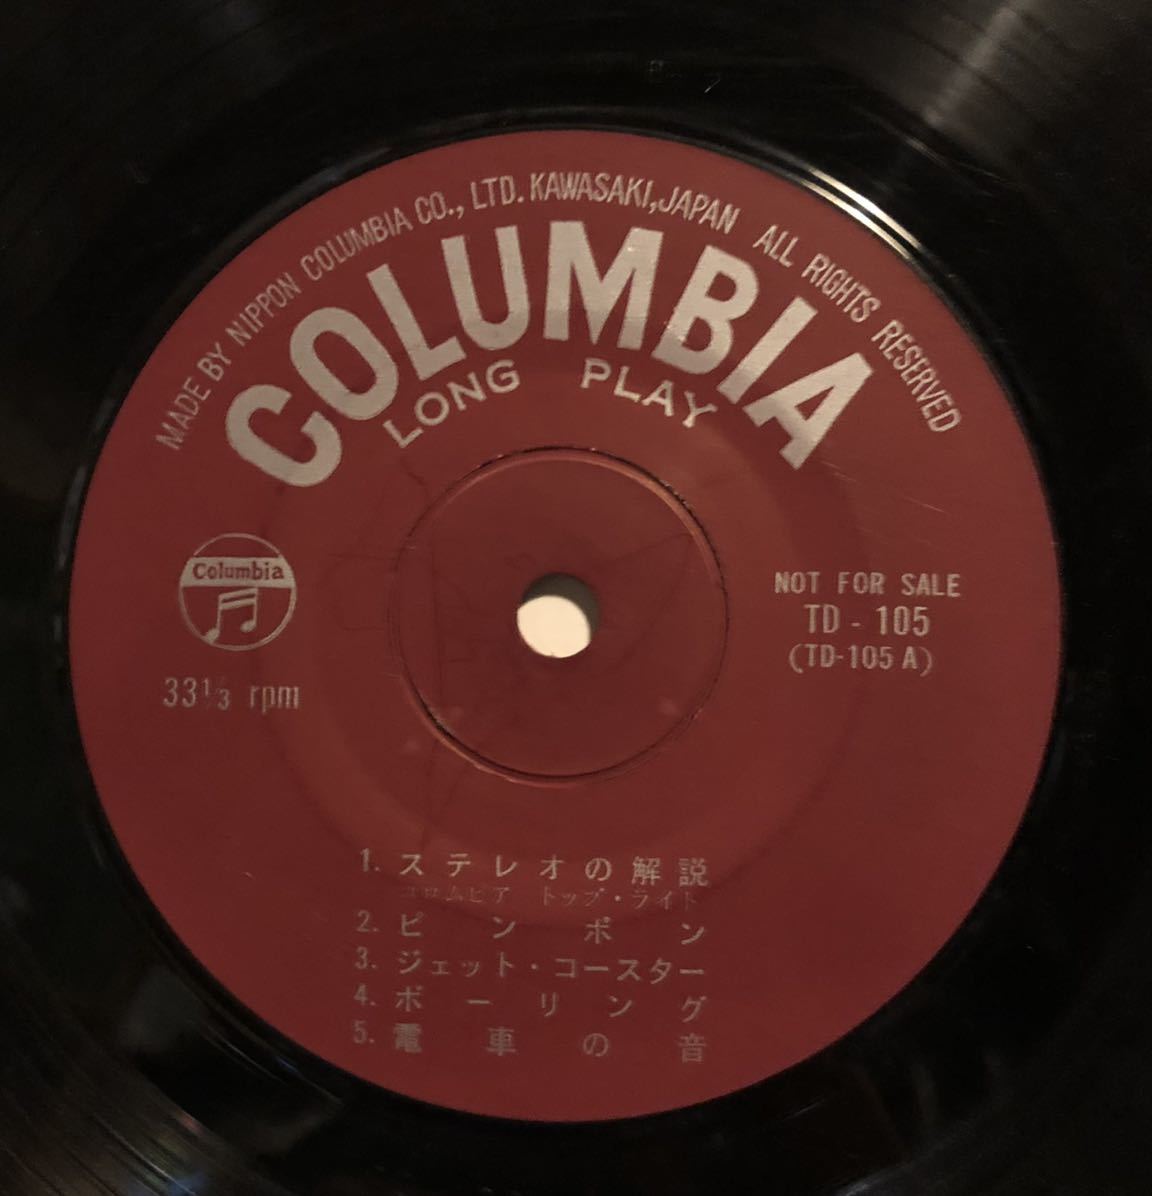 MADE BY NIPPON COLUMBIA CO., LTD. KAWASAKI, JAPAN ALL RIGHTS RESERVED
COLUMBIA
LONG PLAY
Columbia
33 1/3 rpm
NOT FOR SALE
TD - 105
(TD-105 A)
1. ステレオの解説
コロムビア トップ・ライト
2. ピンポン
3. ジェット・コースター
4. ボーリング
5. 電車の音